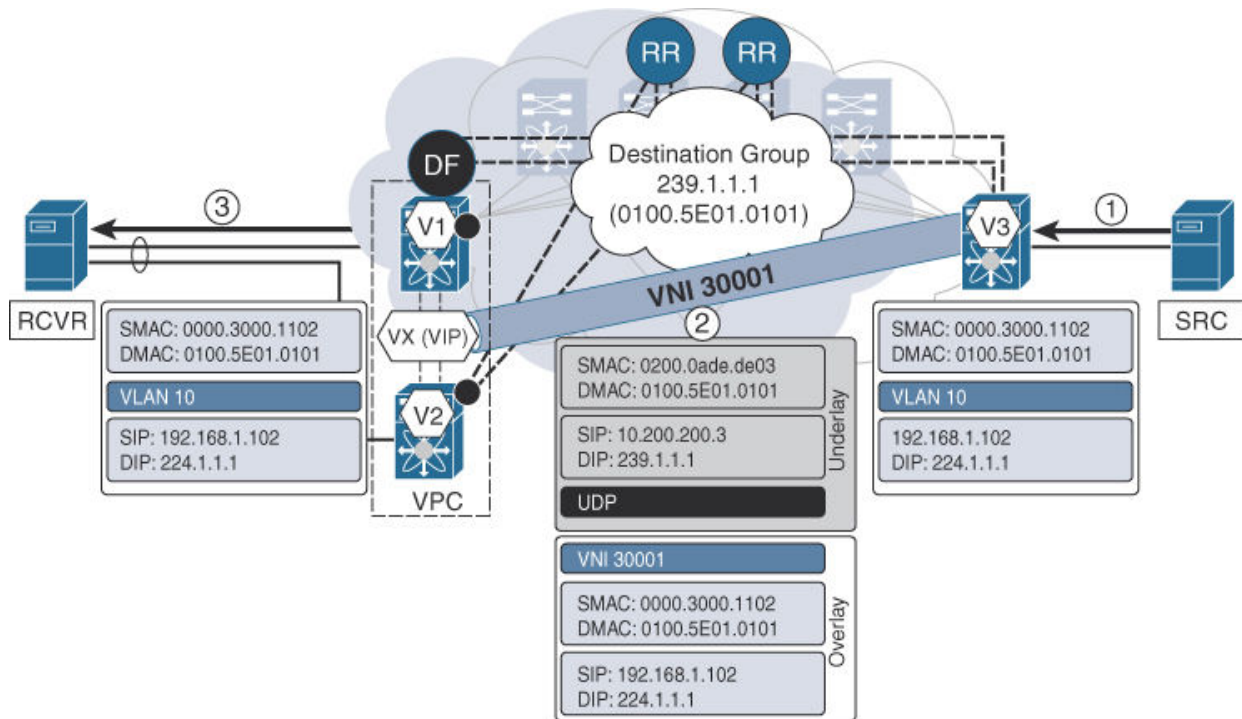 RR
RR
DF
Destination Group
239.1.1.1
(0100.5E01.0101)
3
V1
V3
1
RCVR
VNI 30001
SRC
2
VX (VIP)
V2
VPC
SMAC: 0000.3000.1102
DMAC: 0100.5E01.0101
VLAN 10
SIP: 192.168.1.102
DIP: 224.1.1.1
SMAC: 0200.0ade.de03
DMAC: 0100.5E01.0101
SIP: 10.200.200.3
DIP: 239.1.1.1
UDP
Underlay
VNI 30001
SMAC: 0000.3000.1102
DMAC: 0100.5E01.0101
SIP: 192.168.1.102
DIP: 224.1.1.1
Overlay
SMAC: 0000.3000.1102
DMAC: 0100.5E01.0101
VLAN 10
192.168.1.102
DIP: 224.1.1.1